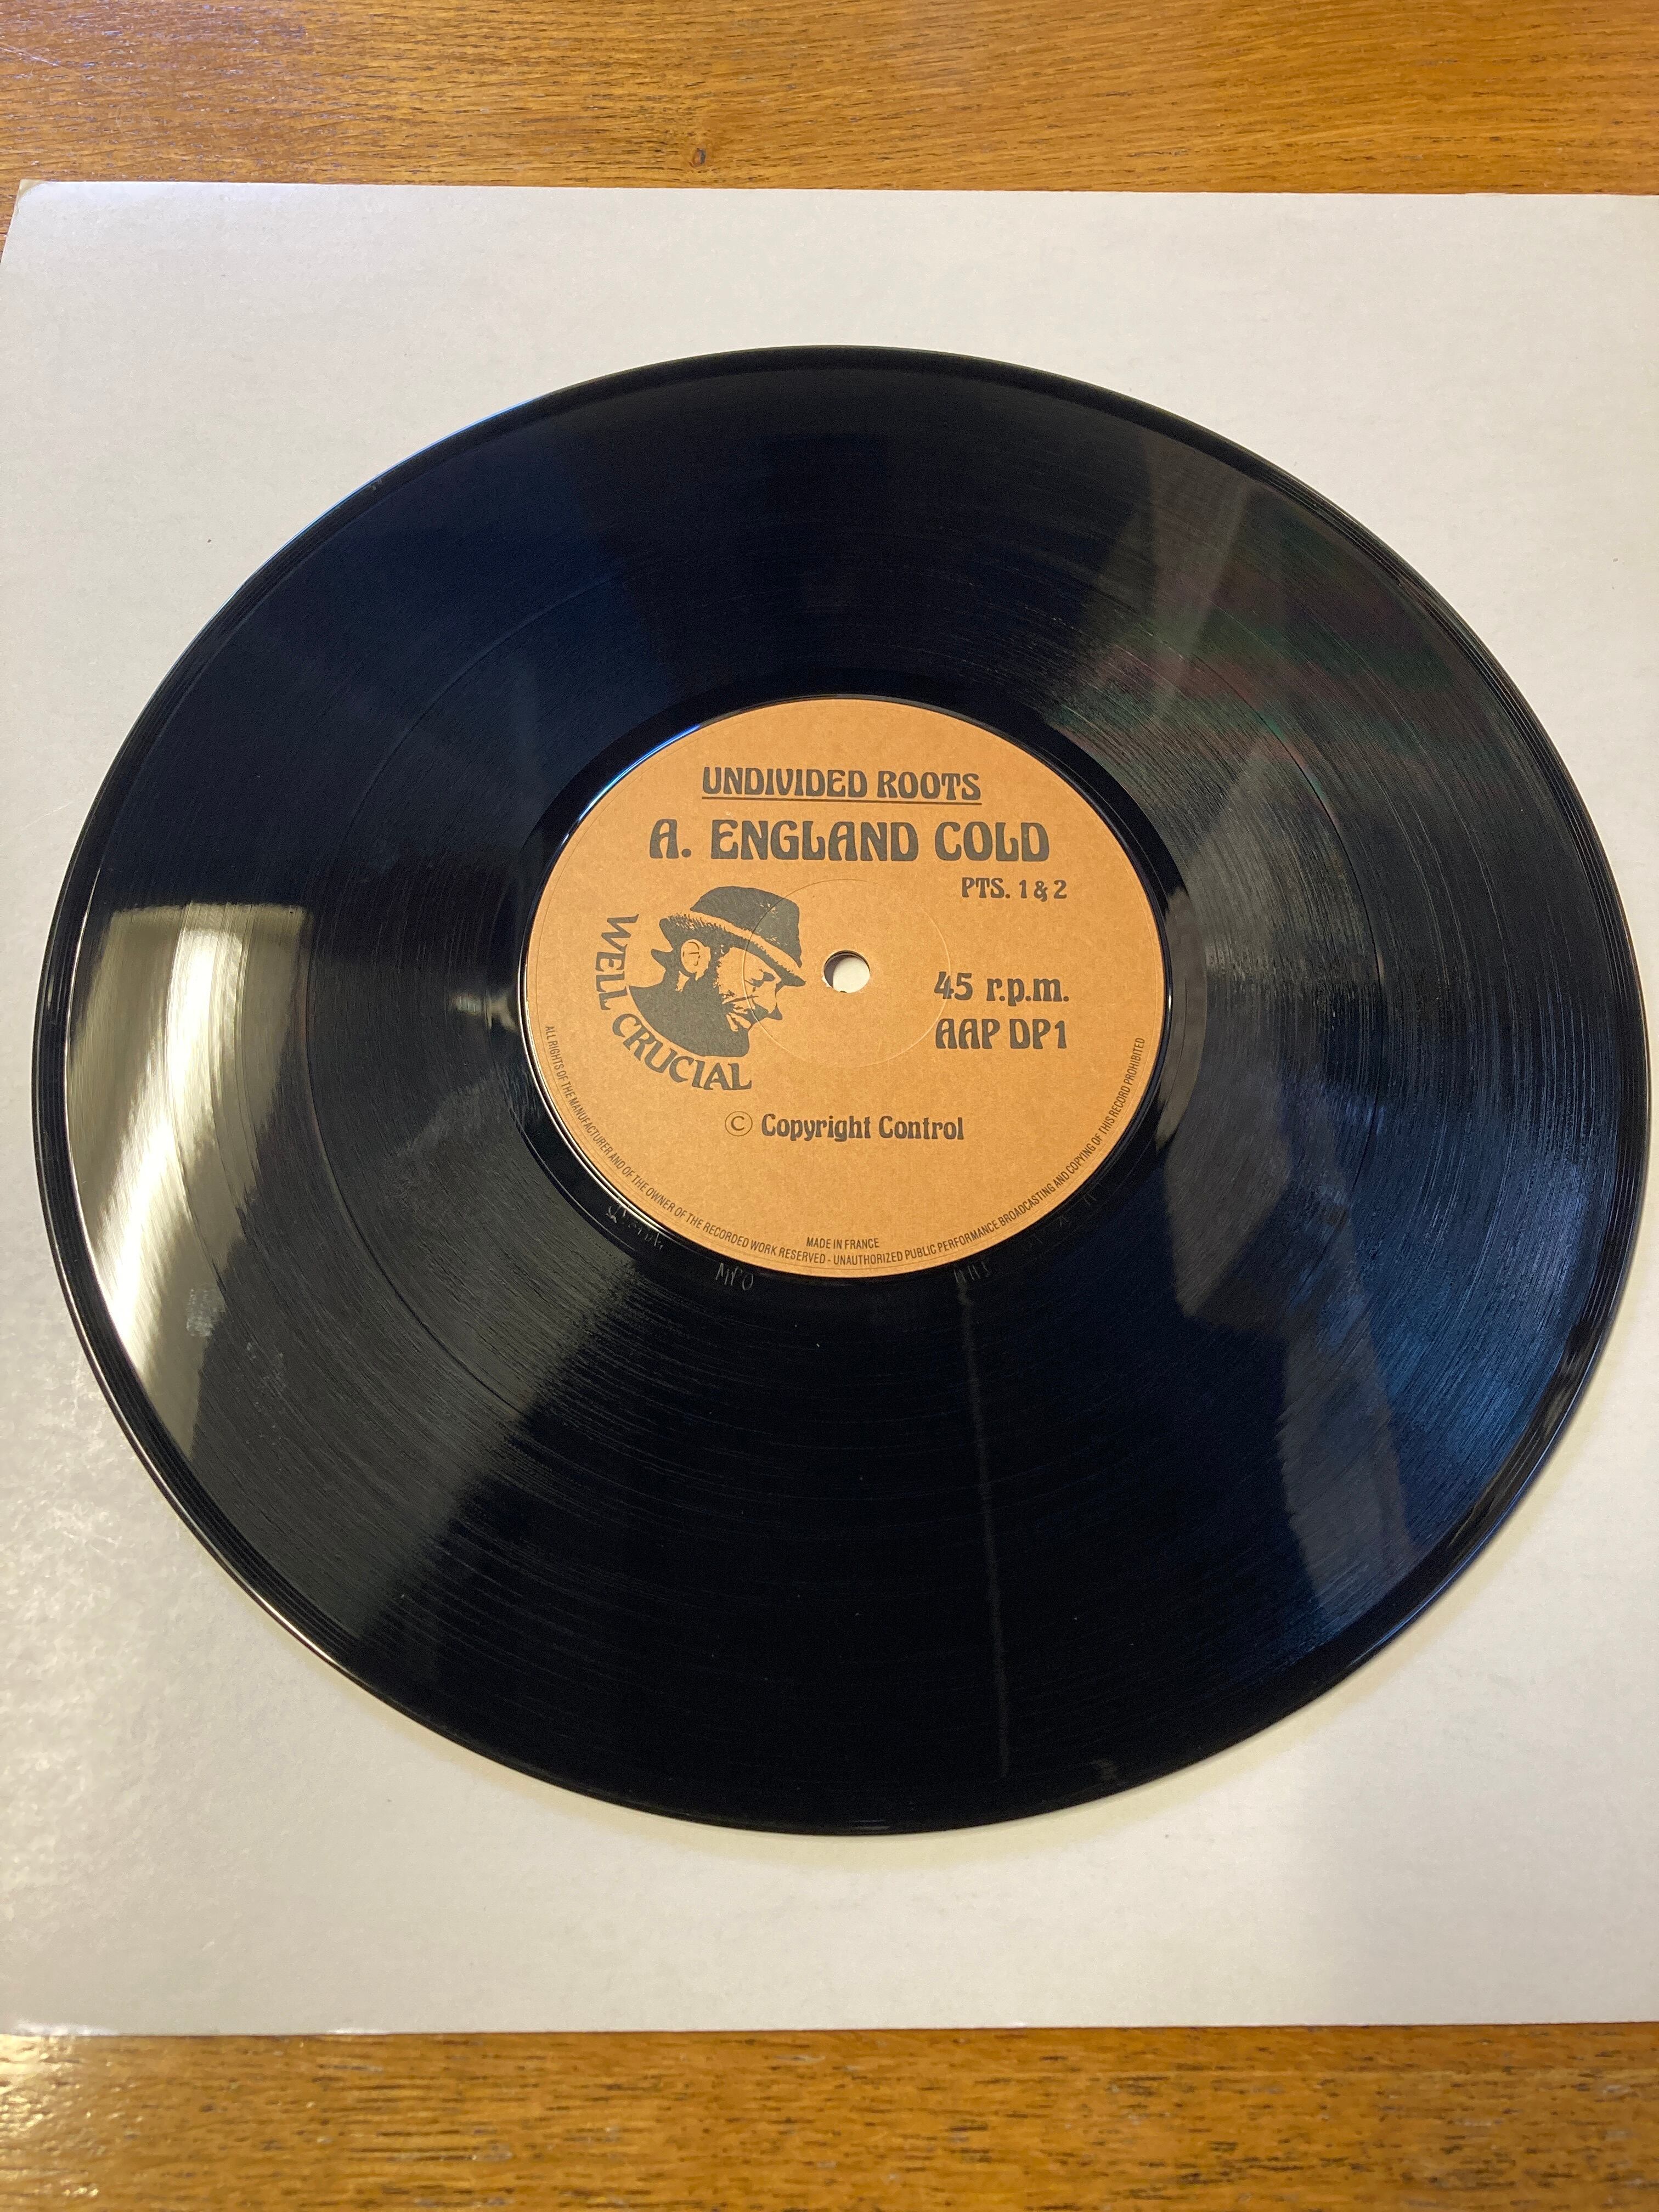 UNDIVIDED ROOTS
A. ENGLAND COLD
PTS. 1 & 2
WELL CRUCIAL
45 r.p.m.
AAP DP1
© Copyright Control
MADE IN FRANCE
ALL RIGHTS OF THE MANUFACTURER AND OF THE OWNER OF THE RECORDED WORK RESERVED - UNAUTHORIZED PUBLIC PERFORMANCE BROADCASTING AND COPYING OF THIS RECORD PROHIBITED
MPO